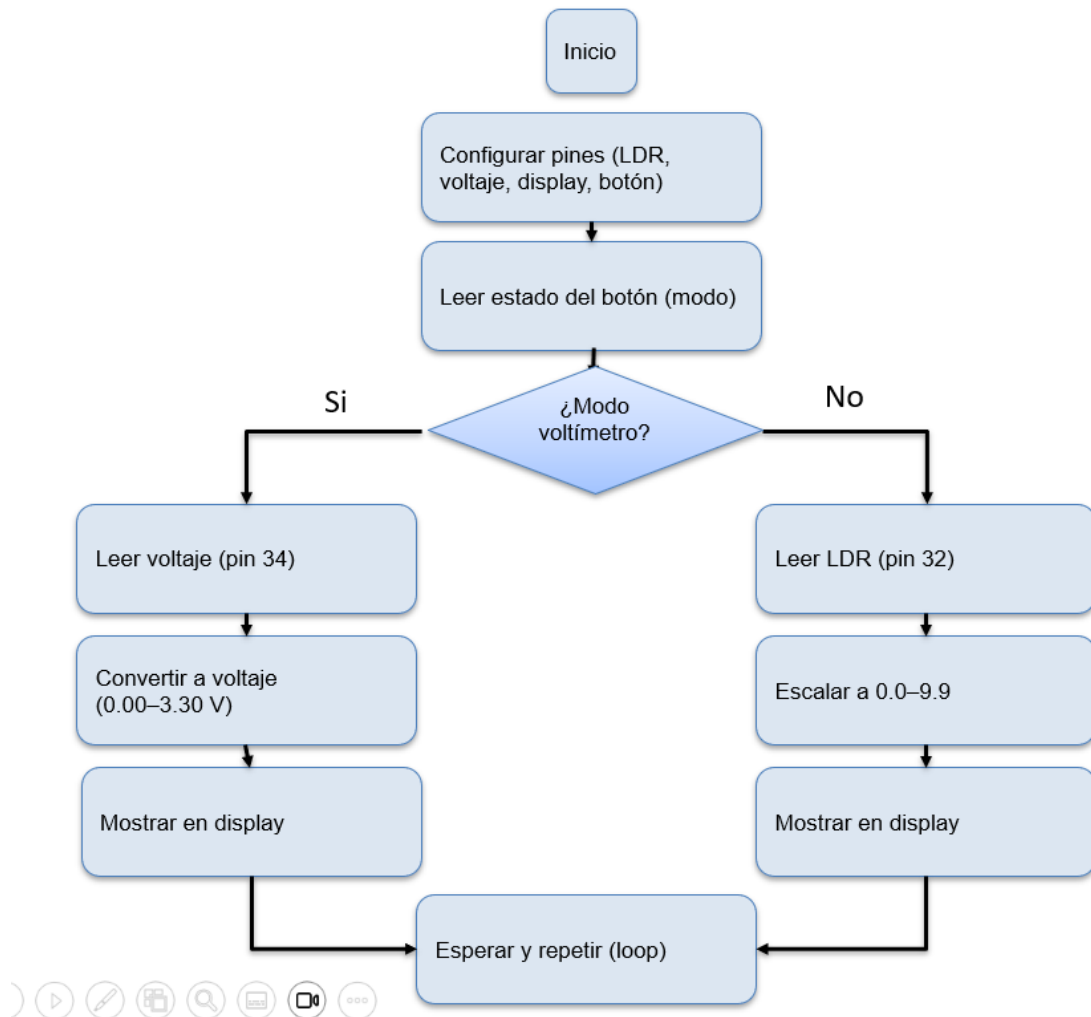 Inicio
Configurar pines (LDR,
voltaje, display, botón)
Leer estado del botón (modo)
¿Modo
voltímetro?
Si
No
Leer voltaje (pin 34)
Convertir a voltaje
(0.00–3.30 V)
Mostrar en display
Leer LDR (pin 32)
Escalar a 0.0–9.9
Mostrar en display
Esperar y repetir (loop)